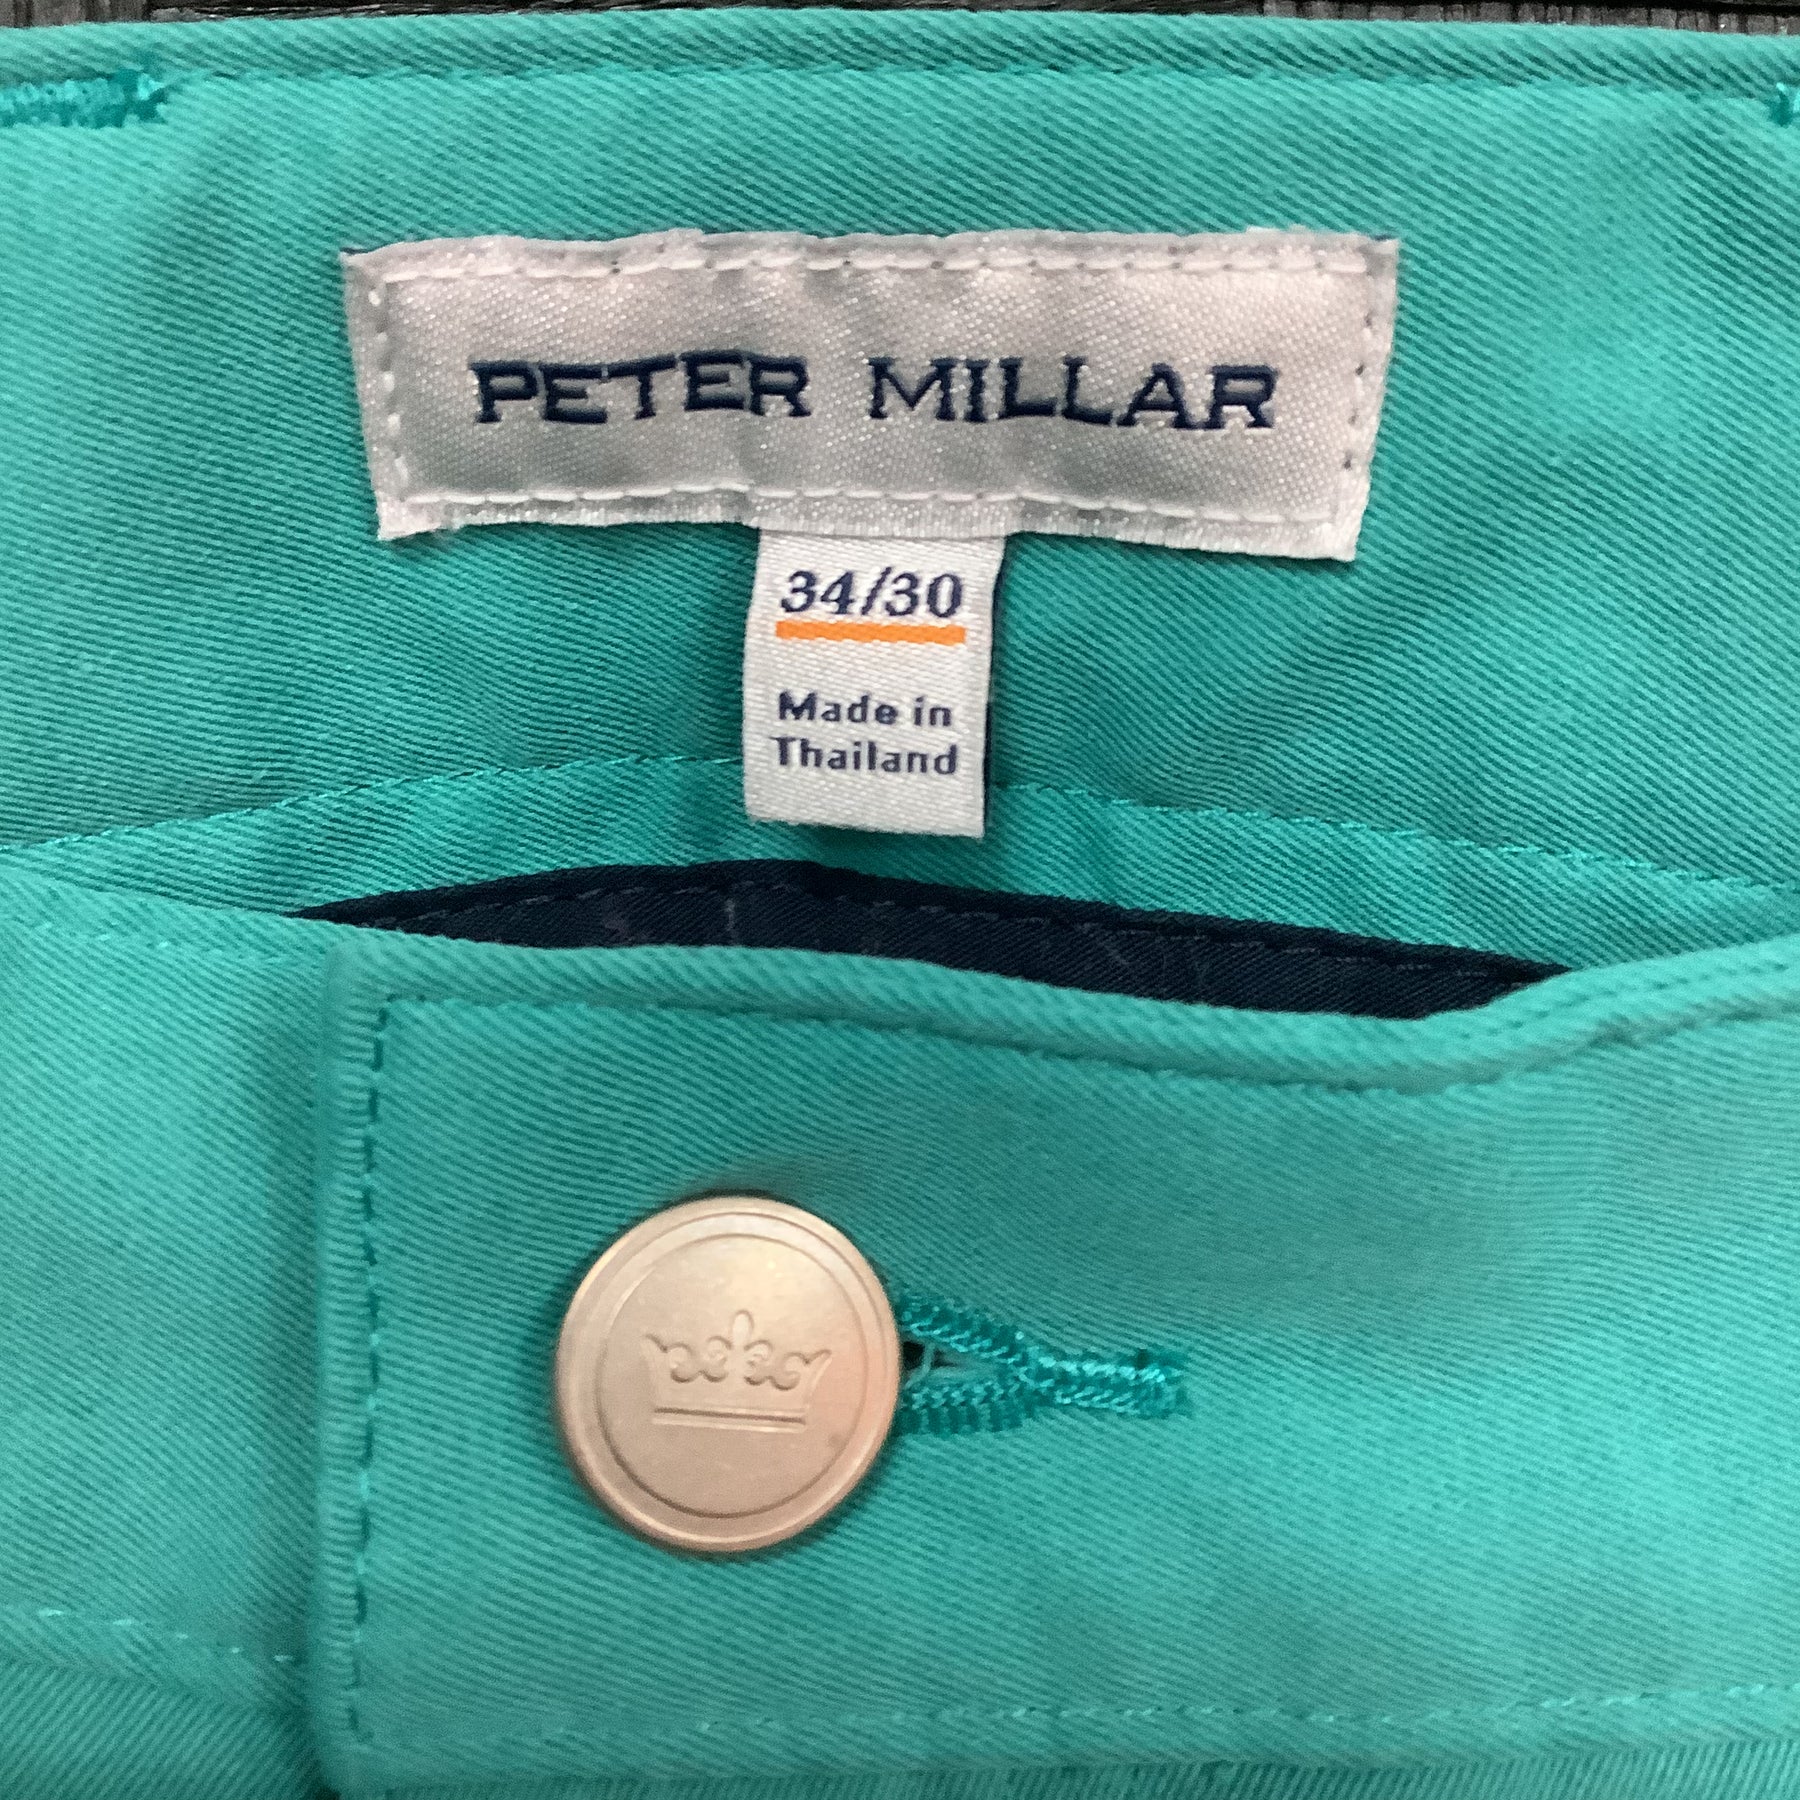 PETER MILLAR
34/30
Made in
Thailand